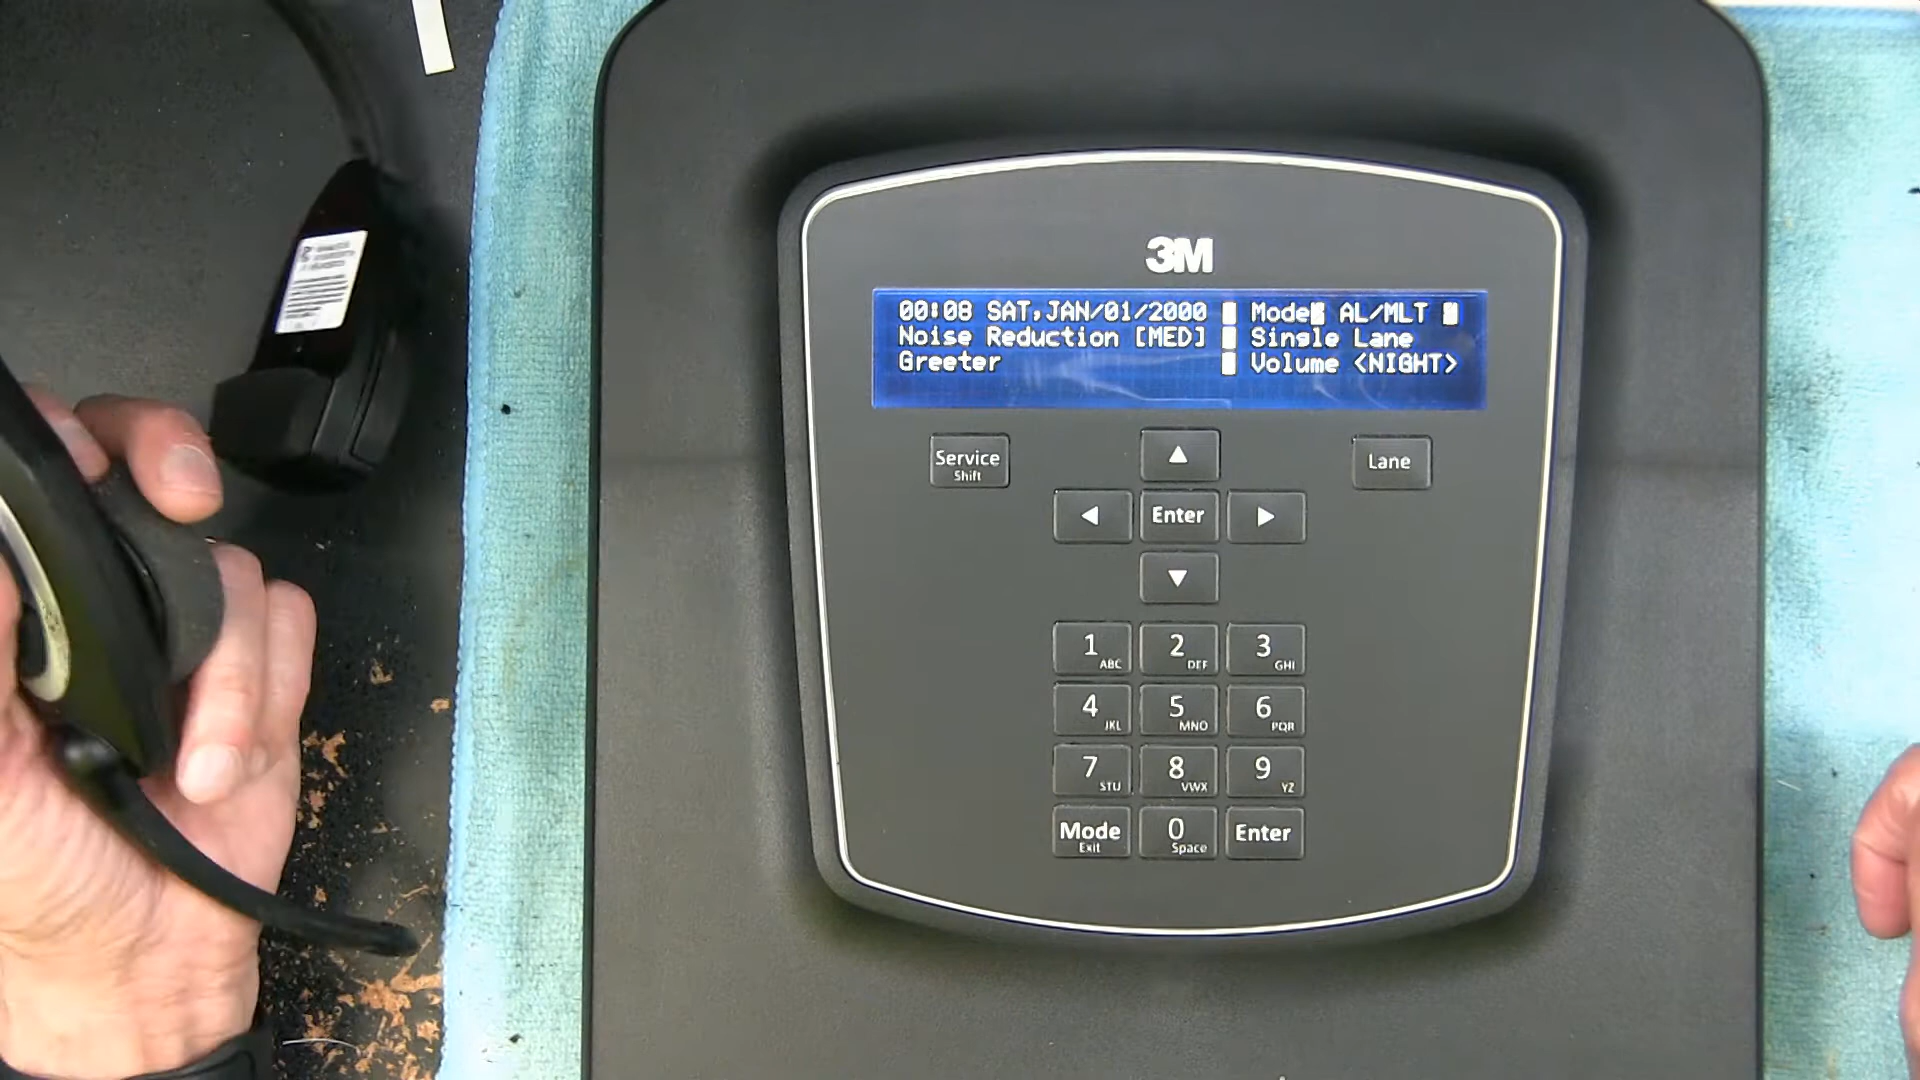 3M
00:08 SAT,JAN/01/2000 Mode AL/MLT
Noise Reduction [MED] Single Lane
Greeter Volume <NIGHT>
Service
Shift
Lane
Enter
1 ABC 2 DEF 3 GHI
4 JKL 5 MNO 6 PQR
7 STU 8 VWX 9 YZ
Mode 0 Enter
Exit Space